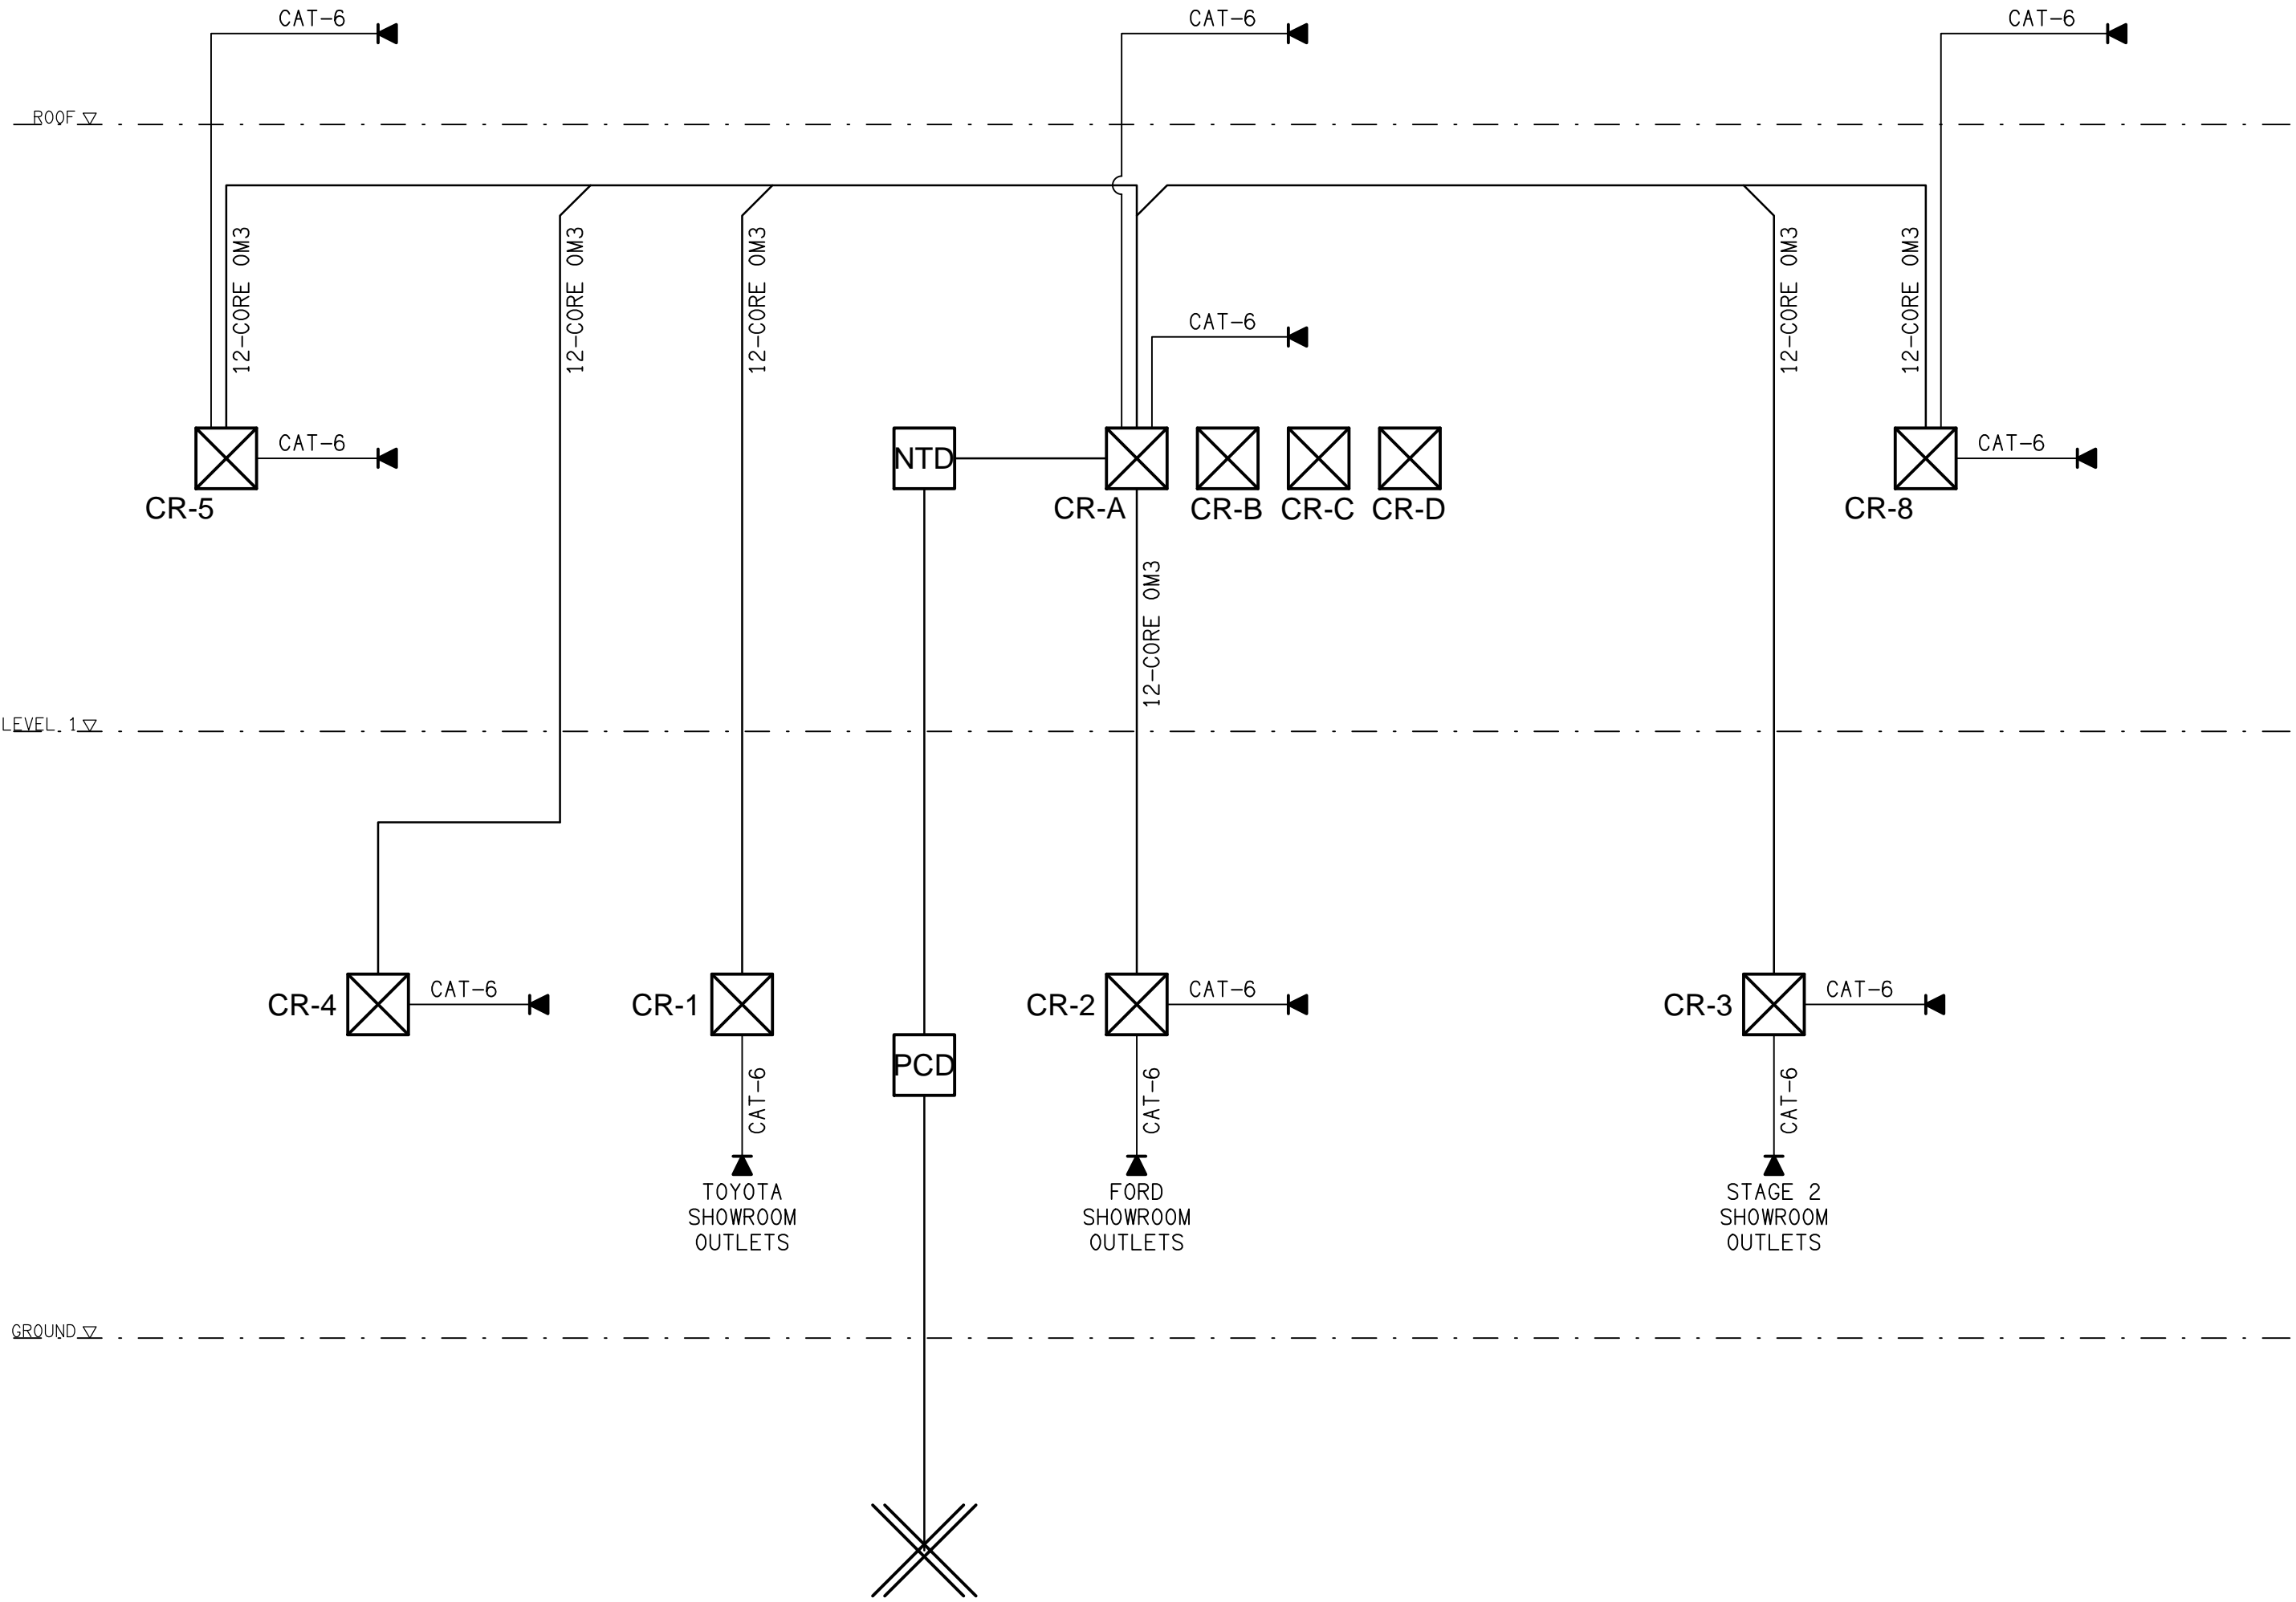 CAT-6
CAT-6
CAT-6
ROOF
12-CORE OM3
12-CORE OM3
12-CORE OM3
12-CORE OM3
12-CORE OM3
CAT-6
CAT-6
NTD
CAT-6
CR-5
CR-A
CR-B
CR-C
CR-D
CR-8
12-CORE OM3
LEVEL 1
CR-4
CAT-6
CR-1
CR-2
CAT-6
CR-3
CAT-6
PCD
CAT-6
CAT-6
CAT-6
TOYOTA
SHOWROOM
OUTLETS
FORD
SHOWROOM
OUTLETS
STAGE 2
SHOWROOM
OUTLETS
GROUND